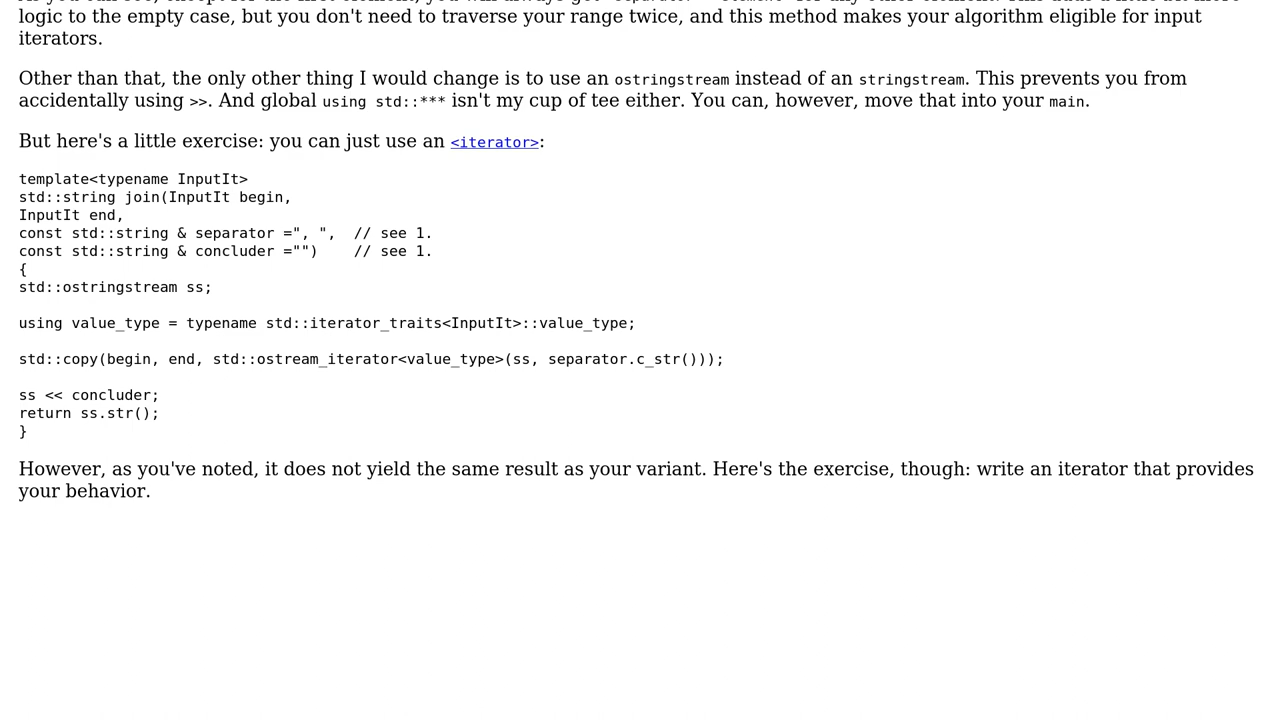 logic to the empty case, but you don't need to traverse your range twice, and this method makes your algorithm eligible for input
iterators.
Other than that, the only other thing I would change is to use an ostringstream instead of an stringstream. This prevents you from
accidentally using >>. And global using std::*** isn't my cup of tee either. You can, however, move that into your main.
But here's a little exercise: you can just use an <iterator>:
template<typename InputIt>
std::string join(InputIt begin,
InputIt end,
const std::string & separator =", ",  // see 1.
const std::string & concluder ="")    // see 1.
{
std::ostringstream ss;
using value_type = typename std::iterator_traits<InputIt>::value_type;
std::copy(begin, end, std::ostream_iterator<value_type>(ss, separator.c_str()));
ss << concluder;
return ss.str();
}
However, as you've noted, it does not yield the same result as your variant. Here's the exercise, though: write an iterator that provides
your behavior.